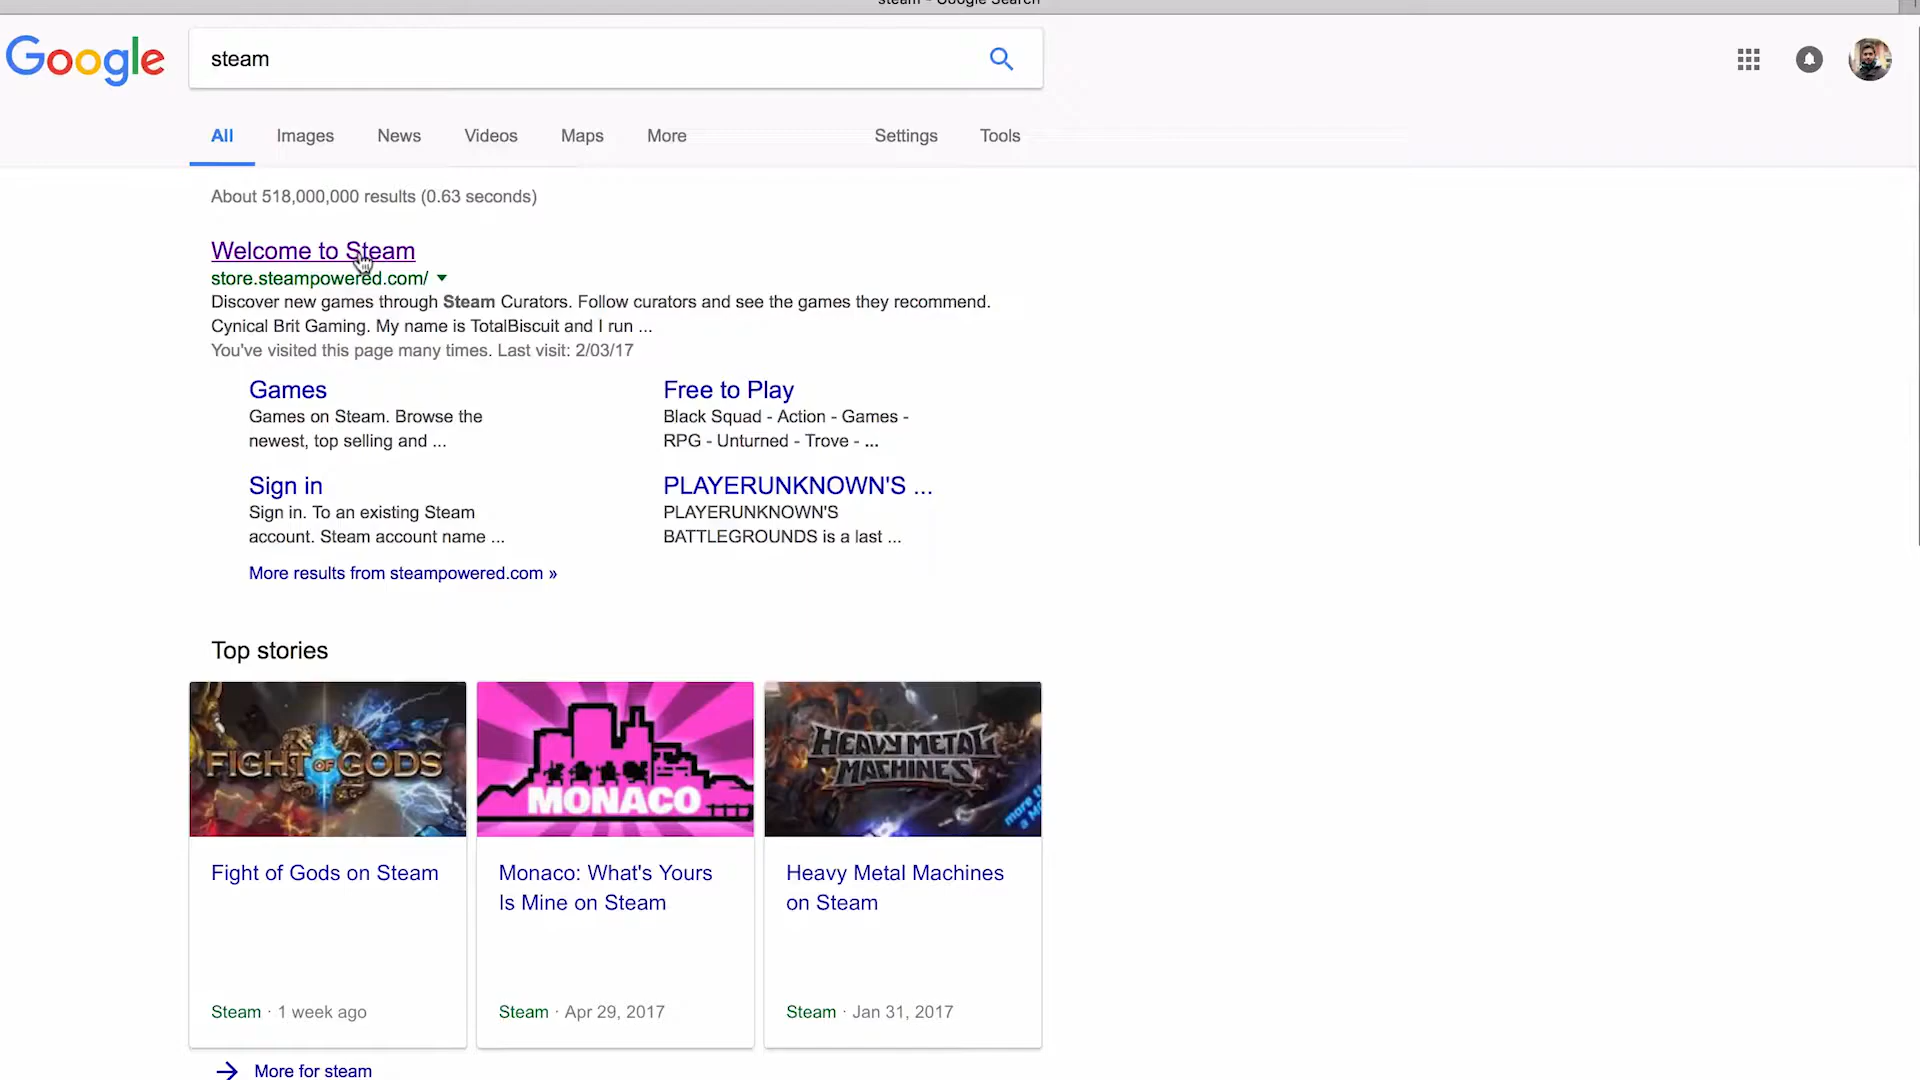 steam - Google Search
Google
steam
All Images News Videos Maps More Settings Tools
About 518,000,000 results (0.63 seconds)
Welcome to Steam
store.steampowered.com/
Discover new games through Steam Curators. Follow curators and see the games they recommend.
Cynical Brit Gaming. My name is TotalBiscuit and I run ...
You've visited this page many times. Last visit: 2/03/17
Games
Games on Steam. Browse the
newest, top selling and ...
Free to Play
Black Squad - Action - Games -
RPG - Unturned - Trove - ...
Sign in
Sign in. To an existing Steam
account. Steam account name ...
PLAYERUNKNOWN'S ...
PLAYERUNKNOWN'S
BATTLEGROUNDS is a last ...
More results from steampowered.com »
Top stories
FIGHT OF GODS
Fight of Gods on Steam
Steam · 1 week ago
MONACO
Monaco: What's Yours
Is Mine on Steam
Steam · Apr 29, 2017
HEAVY METAL
MACHINES
more th
a M
Heavy Metal Machines
on Steam
Steam · Jan 31, 2017
More for steam